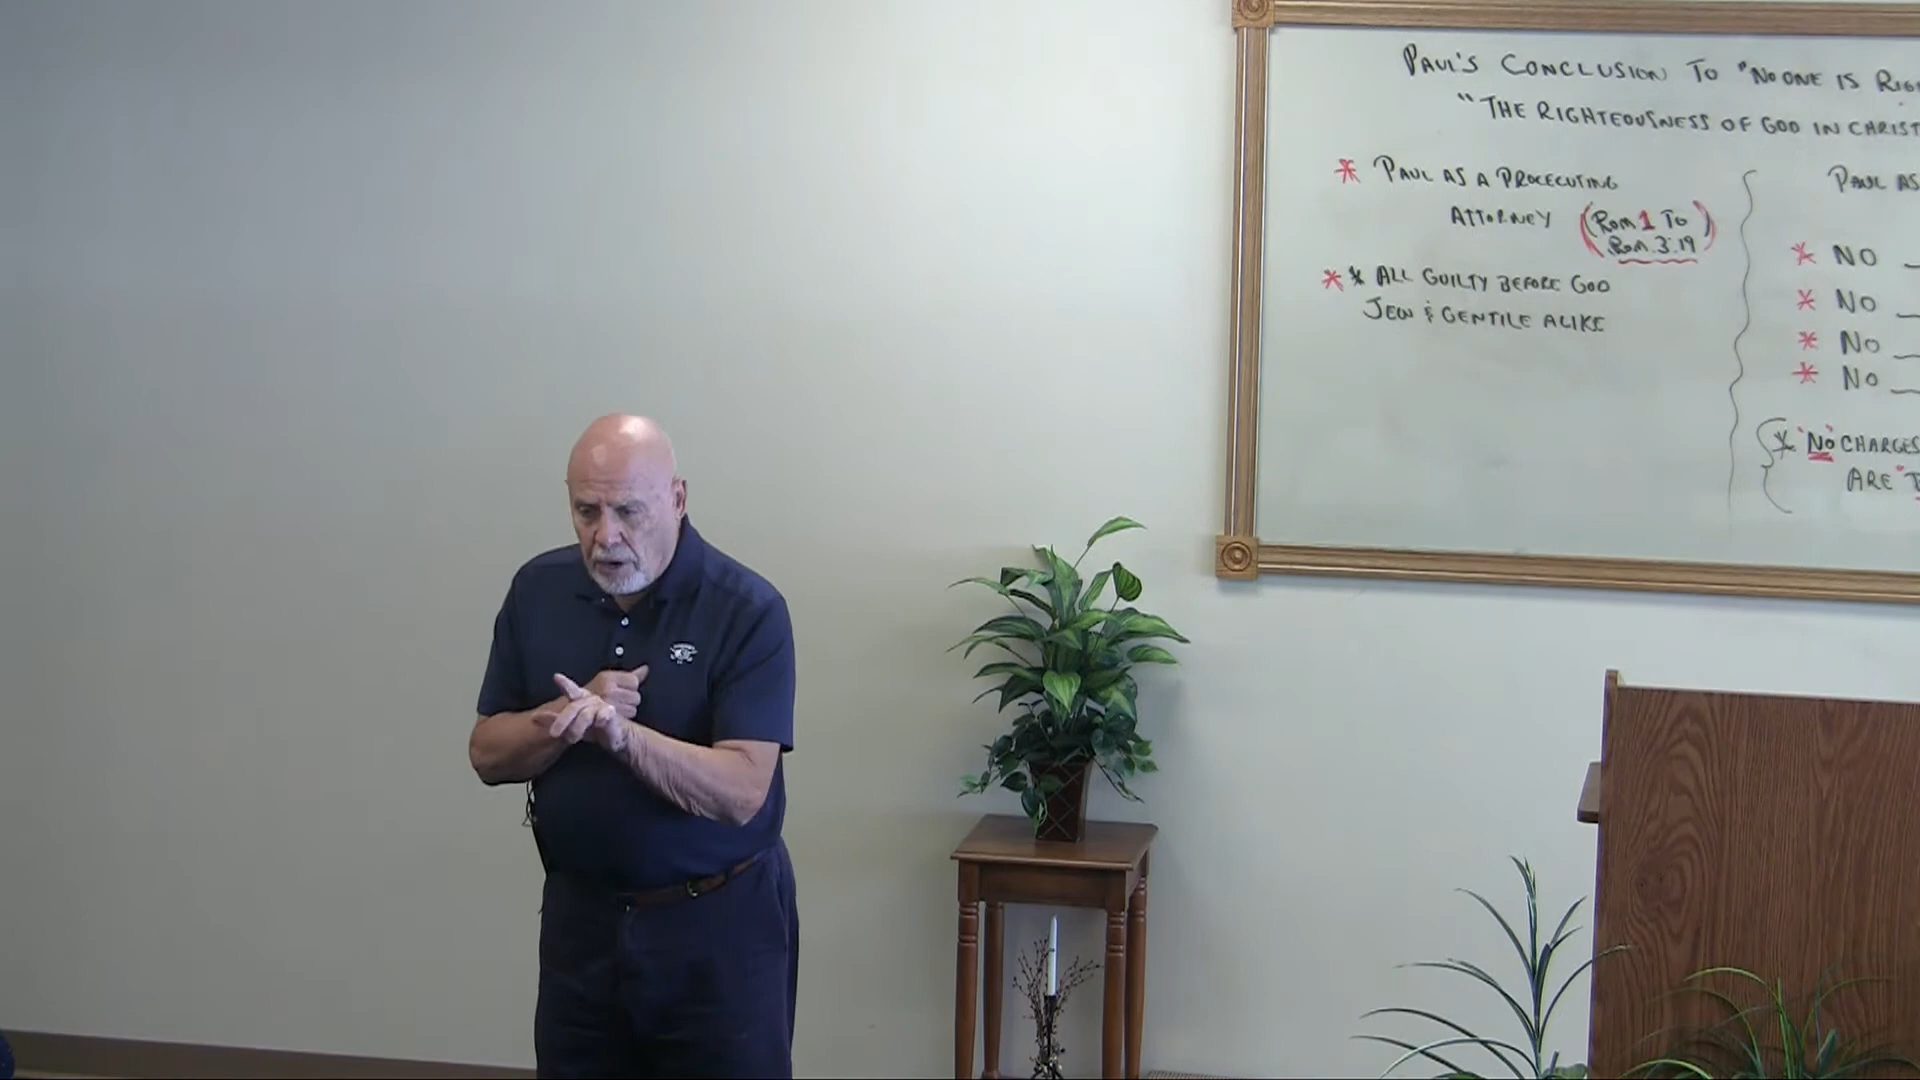 PAUL'S CONCLUSION TO "NO ONE IS
"THE RIGHTEOUSNESS OF GOD IN CHRIST
* PAUL AS A PROCECUTING
ATTORNEY (Rom 1 To
Rom. 3:19)
* * ALL GUILTY BEFORE GOD
JEW & GENTILE ALIKE
PAUL AS
* NO _
* NO _
* No _
* No _
* "NO" CHARGES
ARE